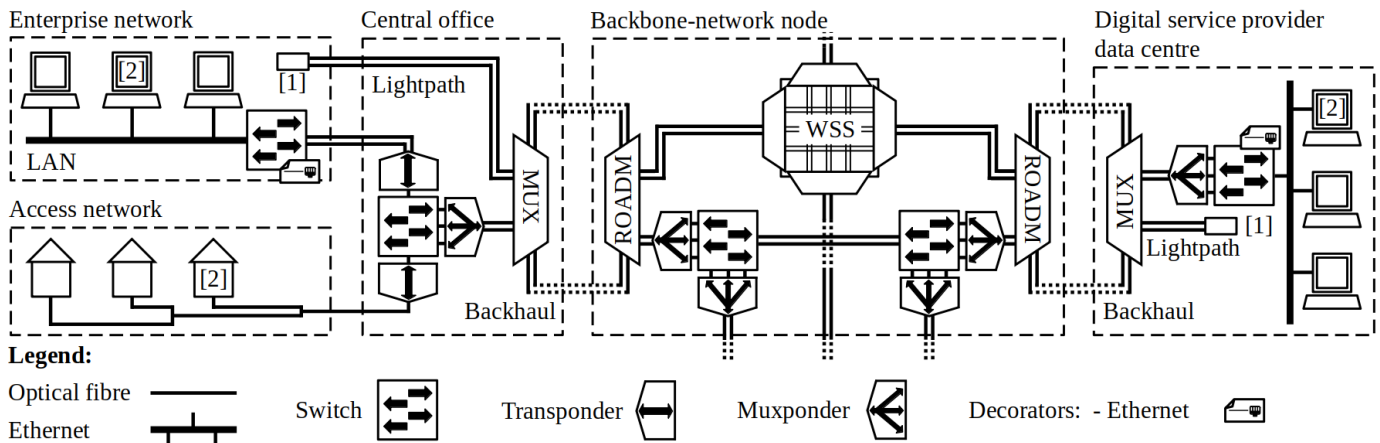 Enterprise network
Central office
Backbone-network node
Digital service provider
data centre
[2]
[1]
Lightpath
LAN
MUX
ROADM
WSS
ROADM
MUX
[2]
[1]
Lightpath
Access network
[2]
Backhaul
Backhaul
Legend:
Optical fibre
Ethernet
Switch
Transponder
Muxponder
Decorators: - Ethernet